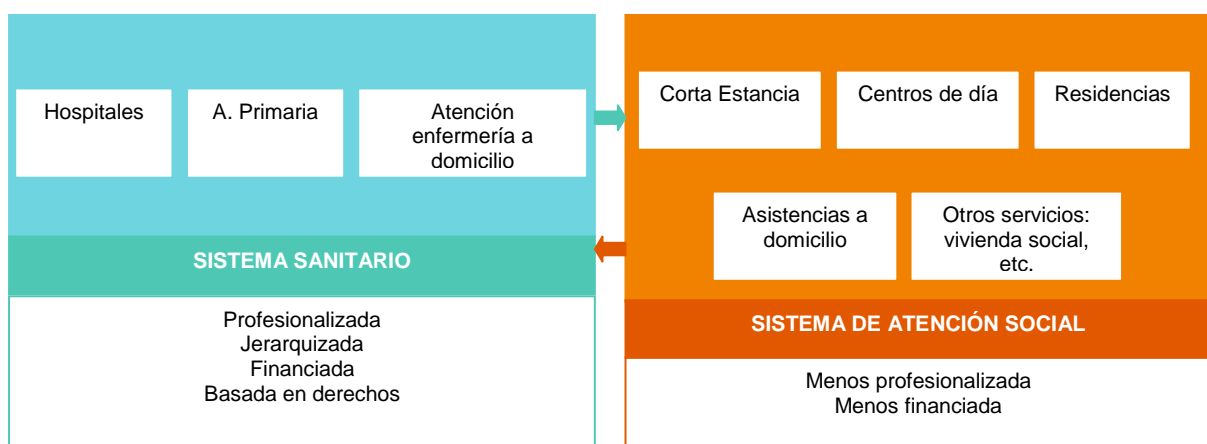 Hospitales
A. Primaria
Atención
enfermería a
domicilio
SISTEMA SANITARIO
Profesionalizada
Jerarquizada
Financiada
Basada en derechos
Corta Estancia
Centros de día
Residencias
Asistencias a
domicilio
Otros servicios:
vivienda social,
etc.
SISTEMA DE ATENCIÓN SOCIAL
Menos profesionalizada
Menos financiada